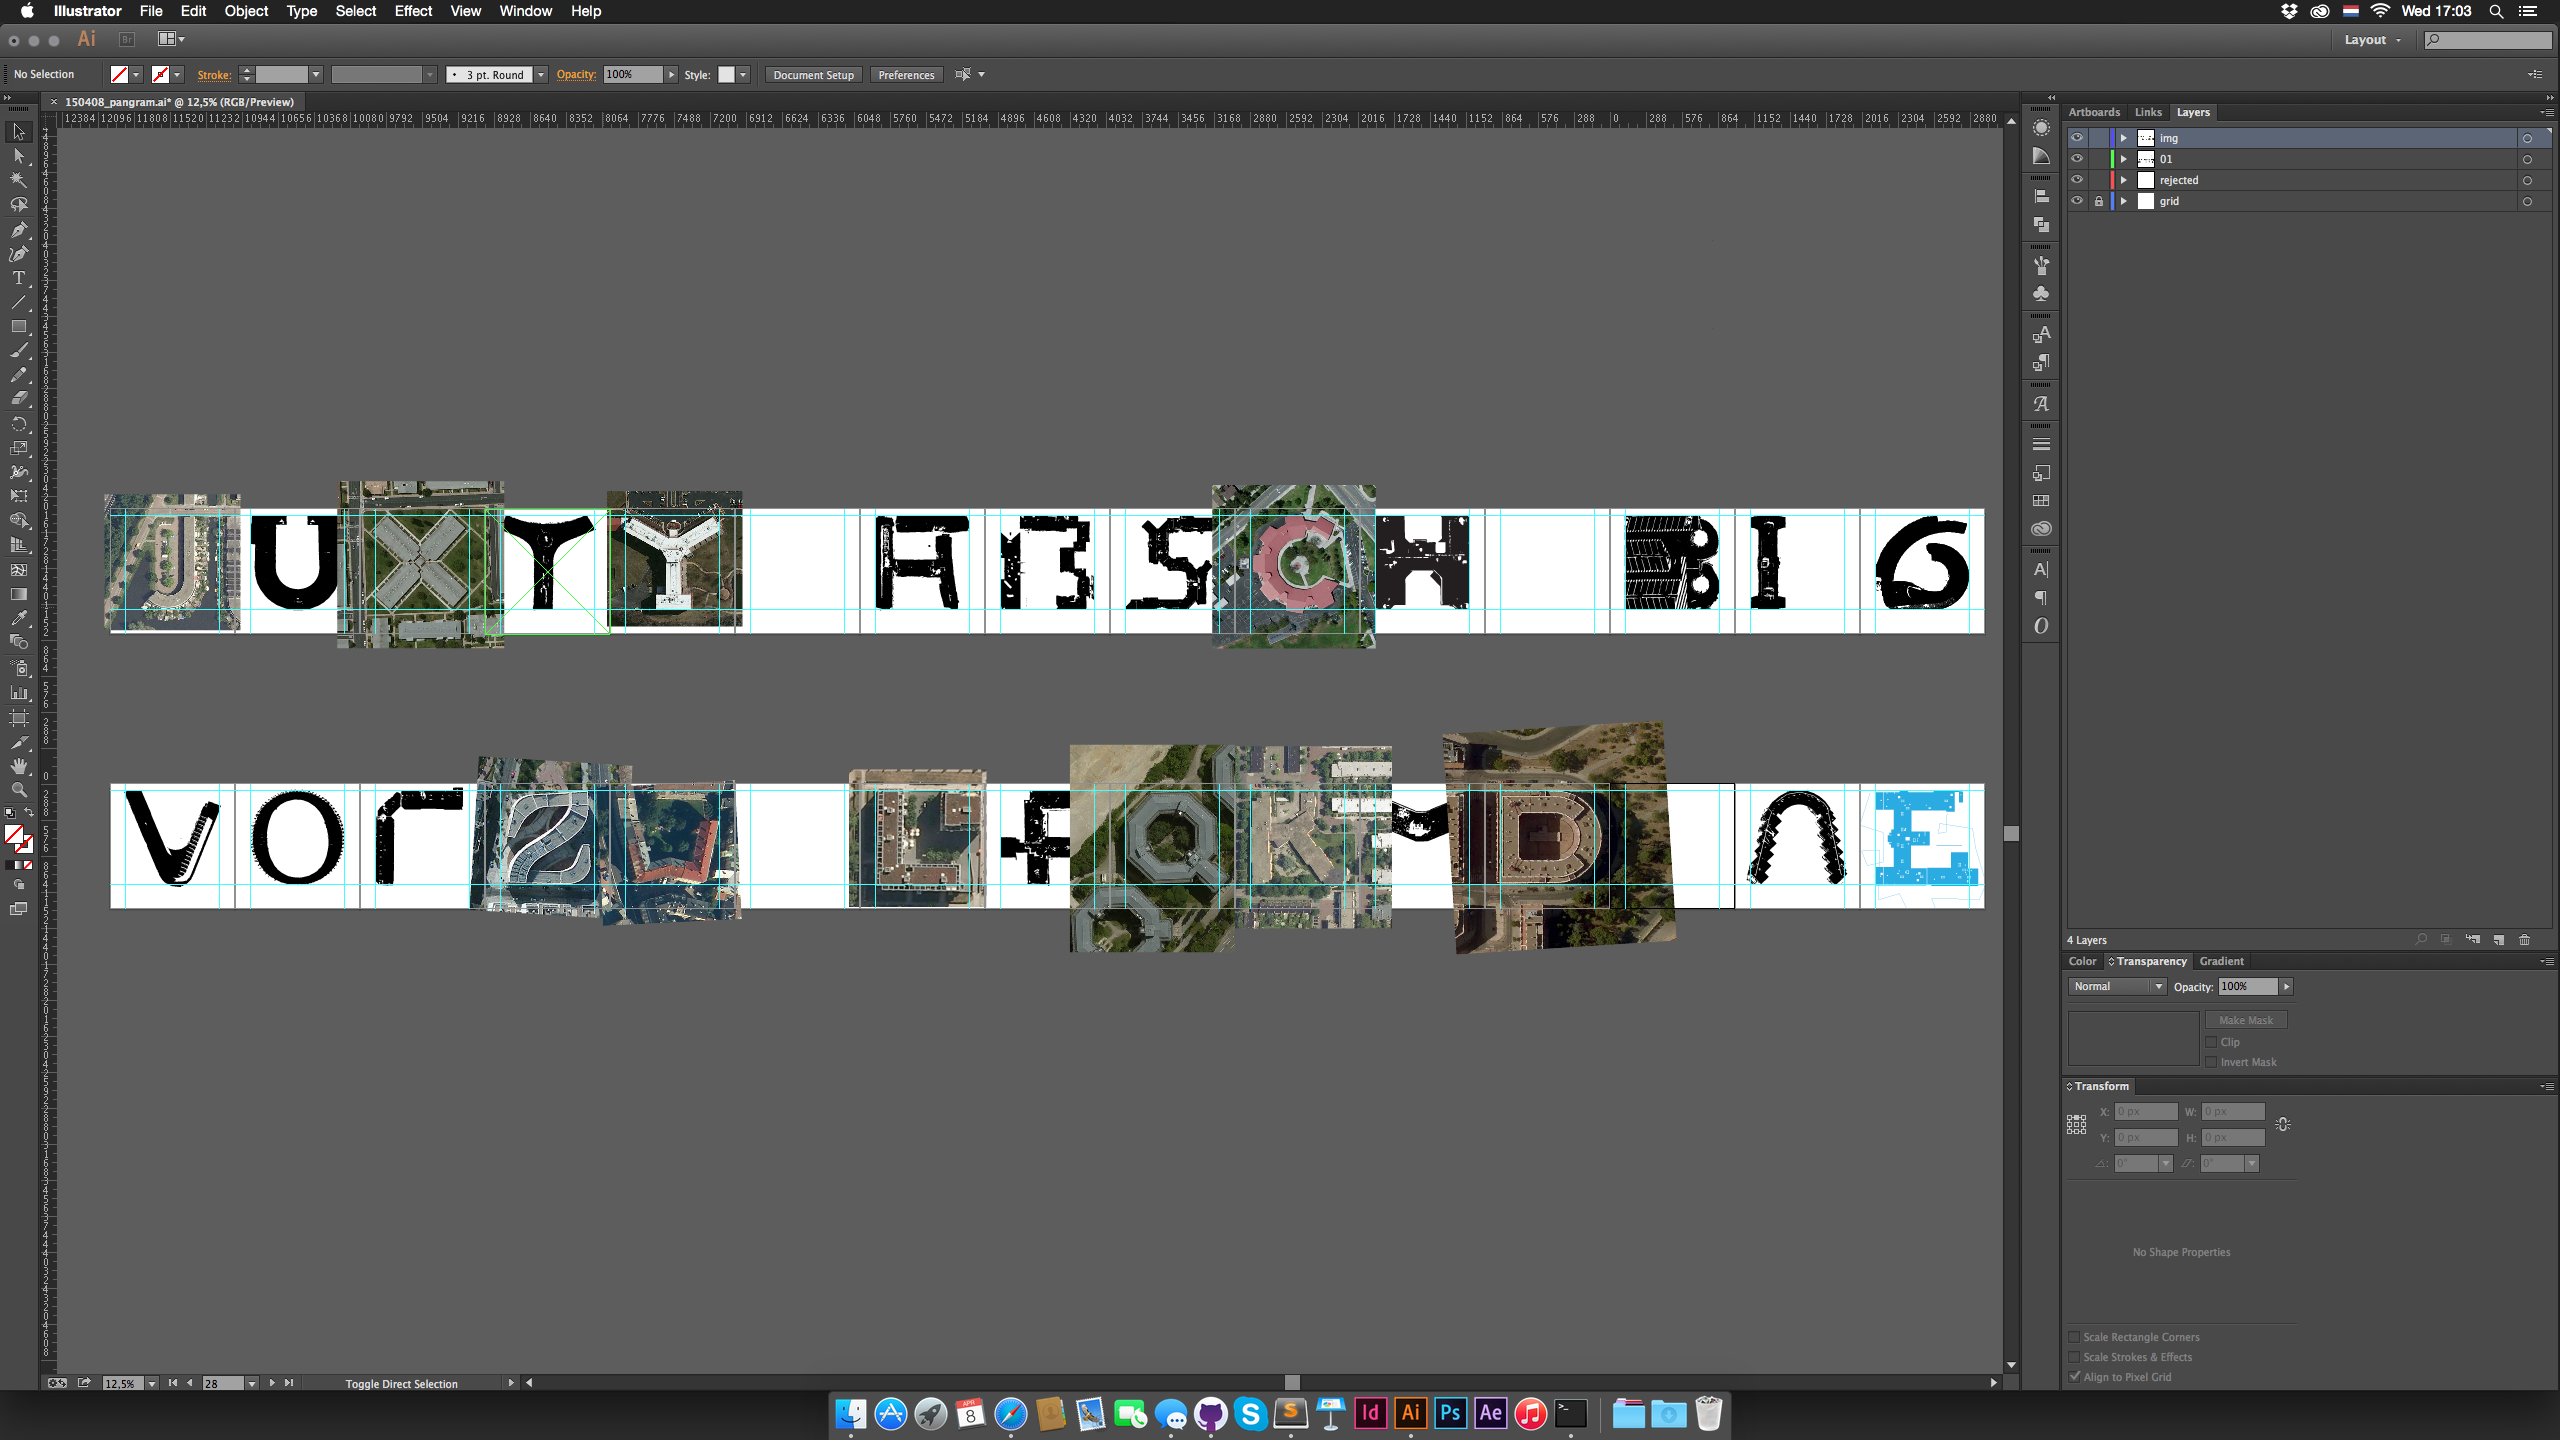 Illustrator File Edit Object Type Select Effect View Window Help Wed 17:03
Ai Br Layout
No Selection Stroke: 3 pt. Round Opacity: 100% Style: Document Setup Preferences
150408_pangram.ai* @ 12,5% (RGB/Preview)
12384 12096 11808 11520 11232 10944 10656 10368 10080 9792 9504 9216 8928 8640 8352 8064 7776 7488 7200 6912 6624 6336 6048 5760 5472 5184 4896 4608 4320 4032 3744 3456 3168 2880 2592 2304 2016 1728 1440 1152 864 576 288 0 288 576 864 1152 1440 1728 2016 2304 2592 2880
Artboards Links Layers
img
01
rejected
grid
U X Y Y A B S O H B I G
V O R S V L F Q K D N E
4 Layers
Color Transparency Gradient
Normal Opacity: 100%
Make Mask
Clip
Invert Mask
Transform
X: 0 px W: 0 px
Y: 0 px H: 0 px
0° 0°
No Shape Properties
Scale Rectangle Corners
Scale Strokes & Effects
Align to Pixel Grid
12,5% 28 Toggle Direct Selection
APR 8 Id Ai Ps Ae